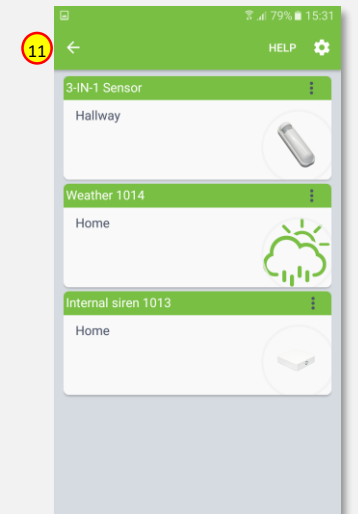 79% 15:31
11
HELP
3-IN-1 Sensor
Hallway
Weather 1014
Home
Internal siren 1013
Home